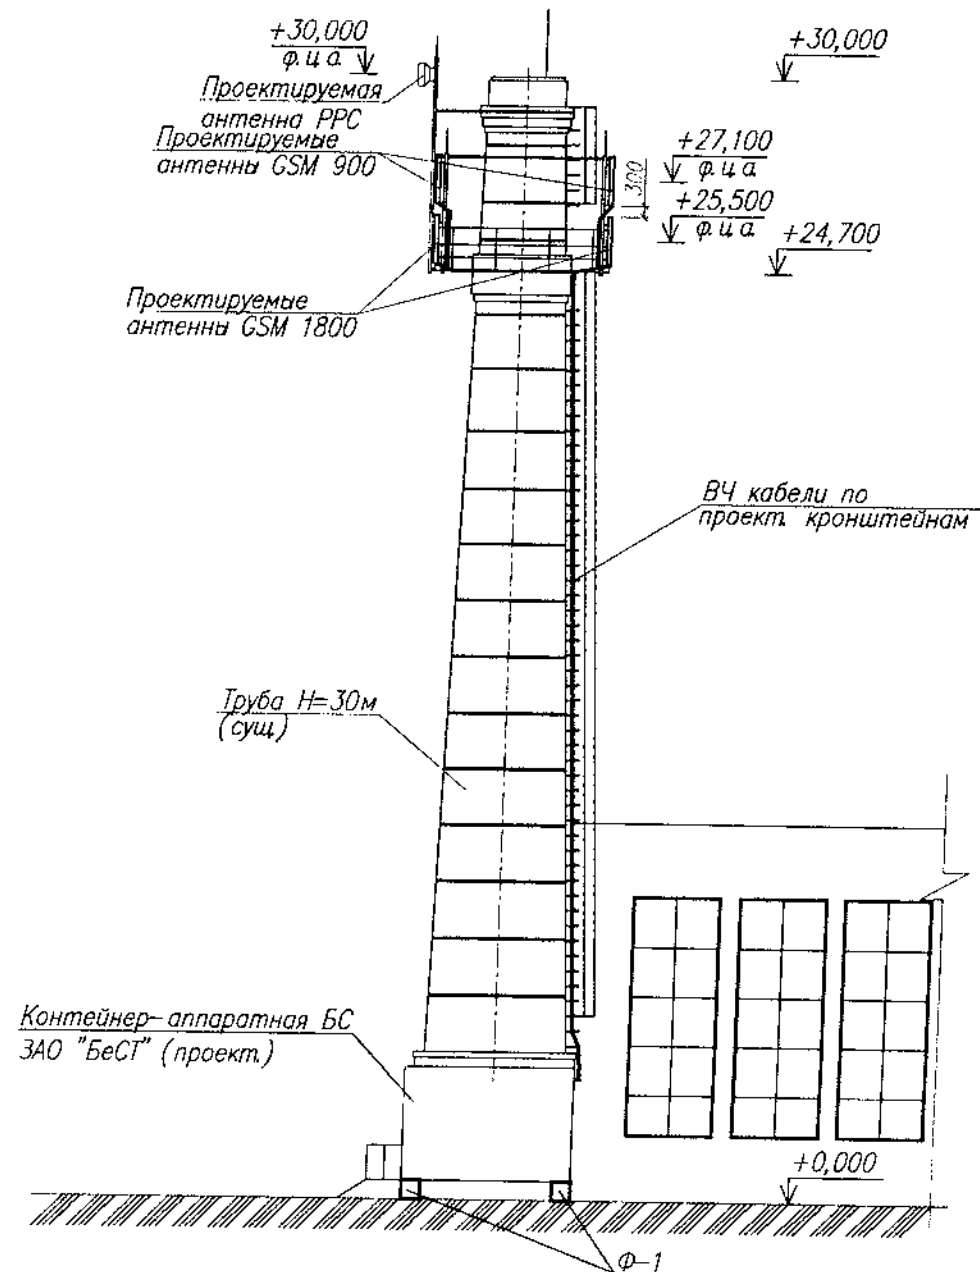 +30,000
ф.ц.а.
+30,000
Проектируемая
антенна РРС
Проектируемые
антенны GSM 900
+27,100
ф.ц.а.
300
+25,500
ф.ц.а.
+24,700
Проектируемые
антенны GSM 1800
ВЧ кабели по
проект. кронштейнам
Труба Н=30м
(сущ.)
Контейнер-аппаратная БС
ЗАО "БеСТ" (проект.)
+0,000
Ф-1